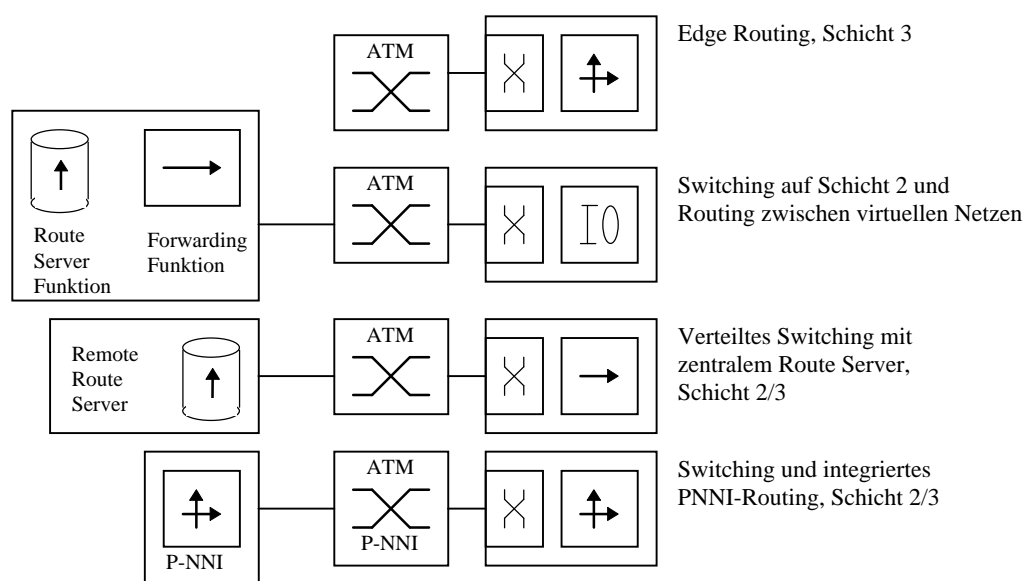 ATM
Edge Routing, Schicht 3
Route
Server
Funktion
Forwarding
Funktion
ATM
Switching auf Schicht 2 und
Routing zwischen virtuellen Netzen
Remote
Route
Server
ATM
Verteiltes Switching mit
zentralem Route Server,
Schicht 2/3
P-NNI
ATM
P-NNI
Switching und integriertes
PNNI-Routing, Schicht 2/3